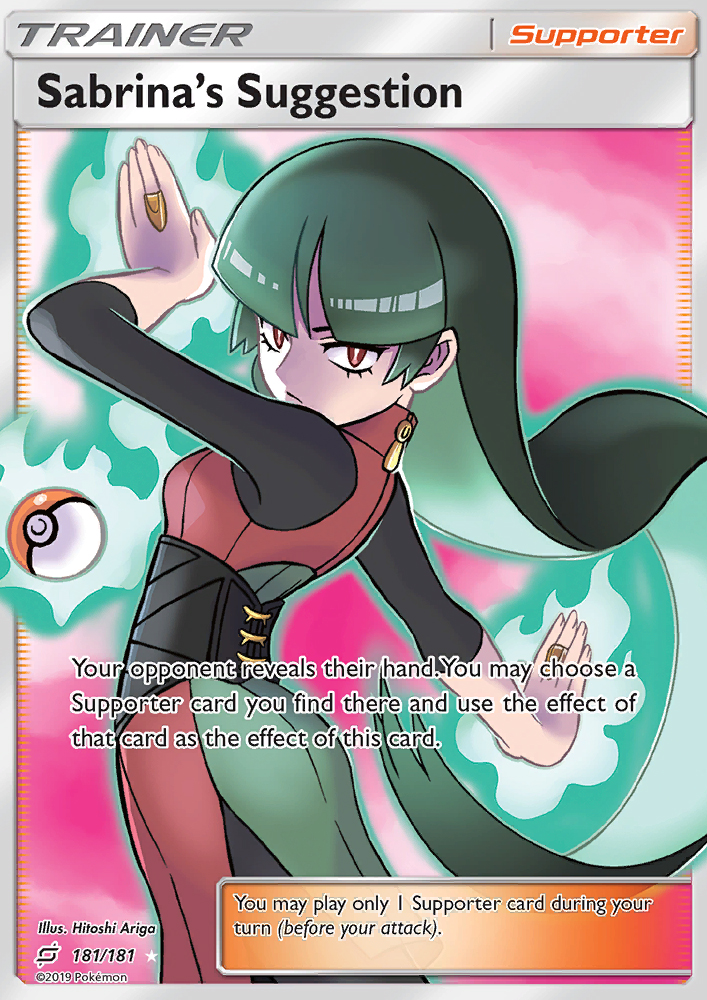 TRAINER | Supporter
Sabrina's Suggestion
Your opponent reveals their hand.You may choose a
Supporter card you find there and use the effect of
that card as the effect of this card.
You may play only 1 Supporter card during your
turn (before your attack).
Illus. Hitoshi Ariga
181/181
©2019 Pokémon